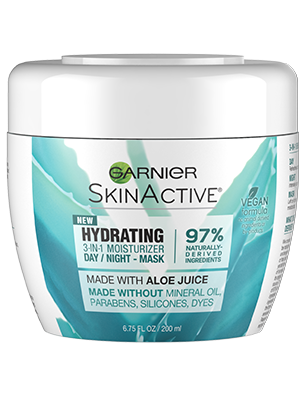 GARNIER
SKINACTIVE®
NEW
HYDRATING
3-IN-1 MOISTURIZER
DAY / NIGHT - MASK
97%
NATURALLY-
DERIVED
INGREDIENTS
VEGAN
formula
MADE WITH ALOE JUICE
MADE WITHOUT MINERAL OIL,
PARABENS, SILICONES, DYES
6.75 FL OZ / 200 ml